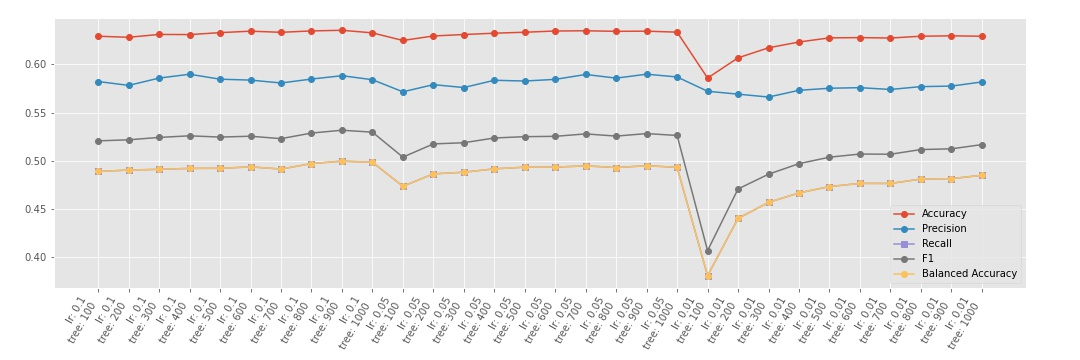 0.60
0.55
0.50
0.45
0.40
Accuracy
Precision
Recall
F1
Balanced Accuracy
lr: 0.1
tree: 100
lr: 0.1
tree: 200
lr: 0.1
tree: 300
lr: 0.1
tree: 400
lr: 0.1
tree: 500
lr: 0.1
tree: 600
lr: 0.1
tree: 700
lr: 0.1
tree: 800
lr: 0.1
tree: 900
lr: 0.1
tree: 1000
lr: 0.05
tree: 100
lr: 0.05
tree: 200
lr: 0.05
tree: 300
lr: 0.05
tree: 400
lr: 0.05
tree: 500
lr: 0.05
tree: 600
lr: 0.05
tree: 700
lr: 0.05
tree: 800
lr: 0.05
tree: 900
lr: 0.05
tree: 1000
lr: 0.01
tree: 100
lr: 0.01
tree: 200
lr: 0.01
tree: 300
lr: 0.01
tree: 400
lr: 0.01
tree: 500
lr: 0.01
tree: 600
lr: 0.01
tree: 700
lr: 0.01
tree: 800
lr: 0.01
tree: 900
lr: 0.01
tree: 1000